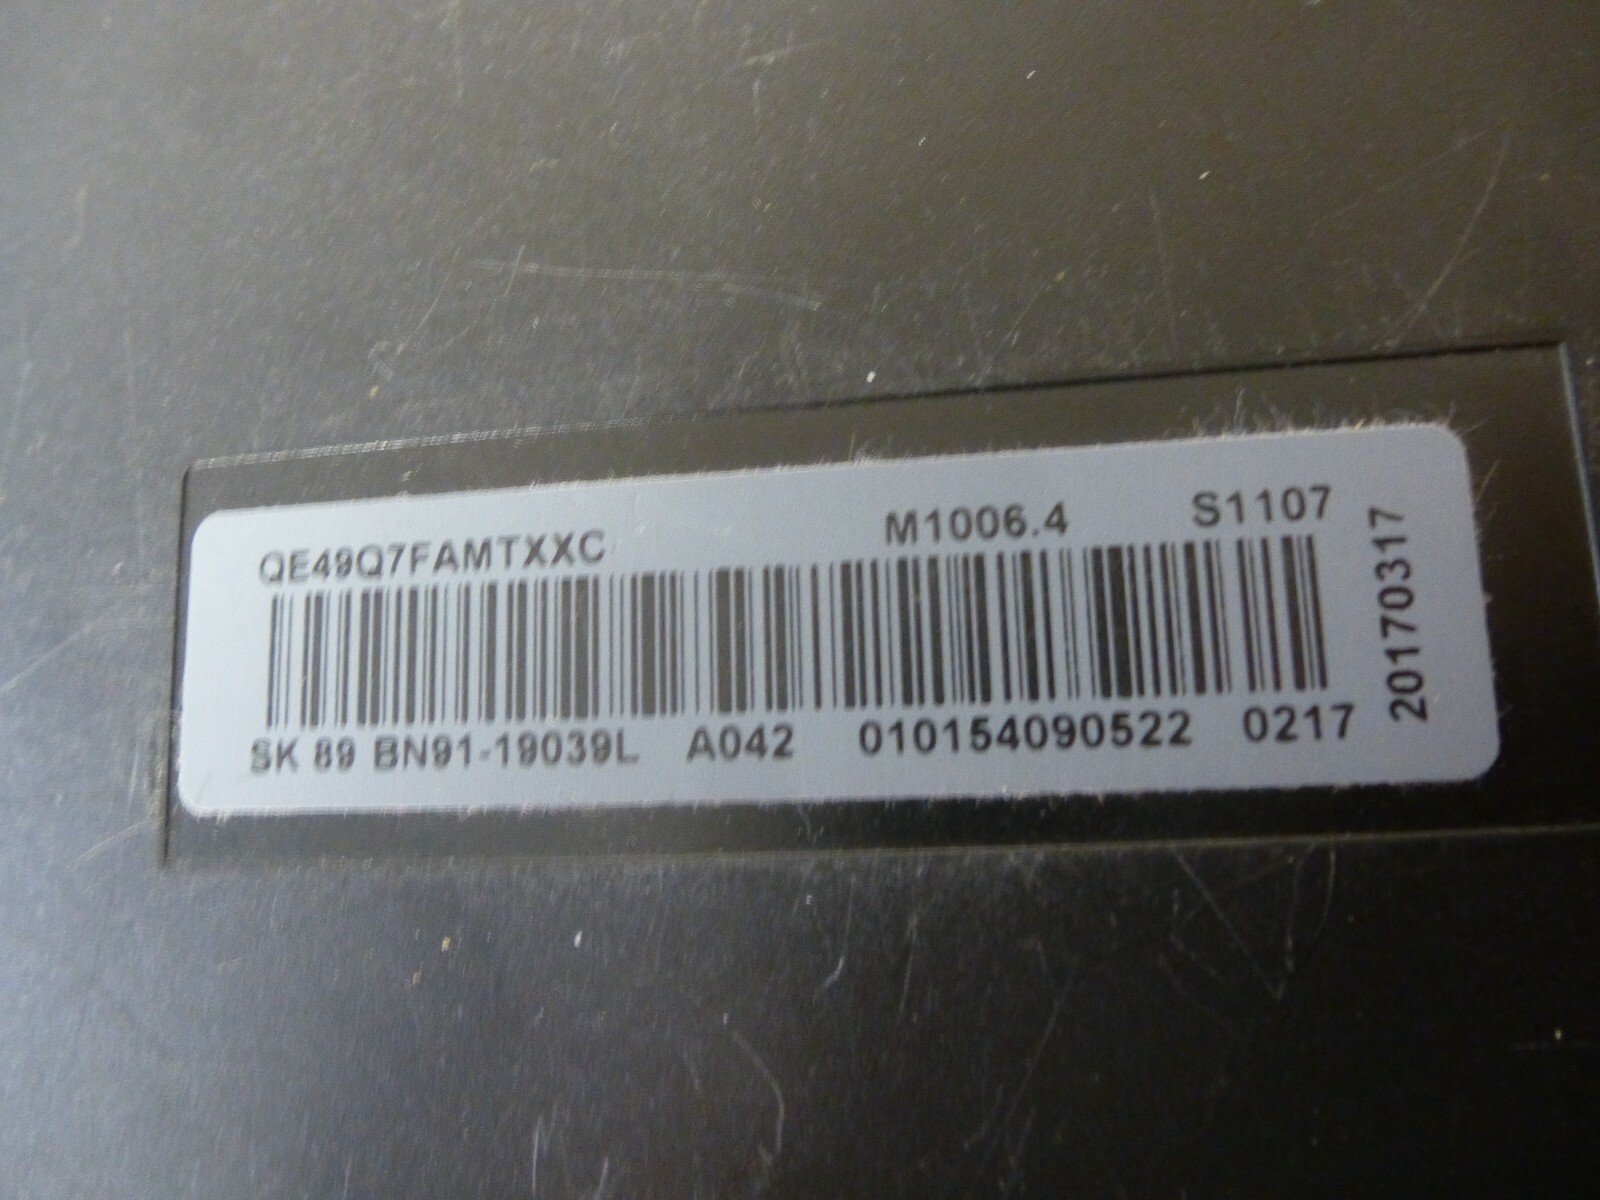 QE49Q7FAMTXXC M1006.4 S1107
SK 89 BN91-19039L A042 010154090522 0217
20170317